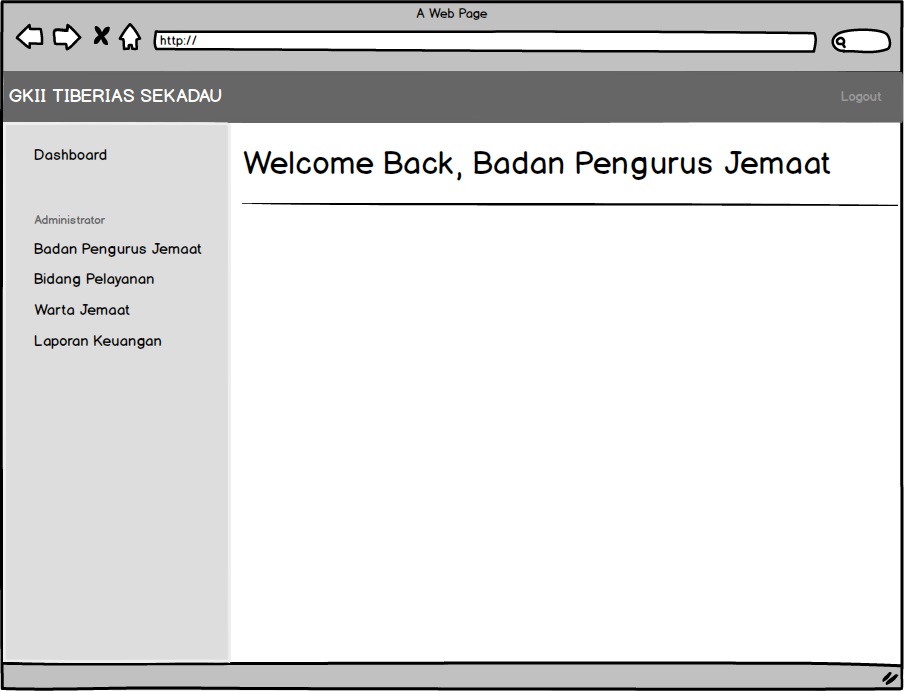 A Web Page
http://
GKII TIBERIAS SEKADAU
Logout
Dashboard
Administrator
Badan Pengurus Jemaat
Bidang Pelayanan
Warta Jemaat
Laporan Keuangan
Welcome Back, Badan Pengurus Jemaat